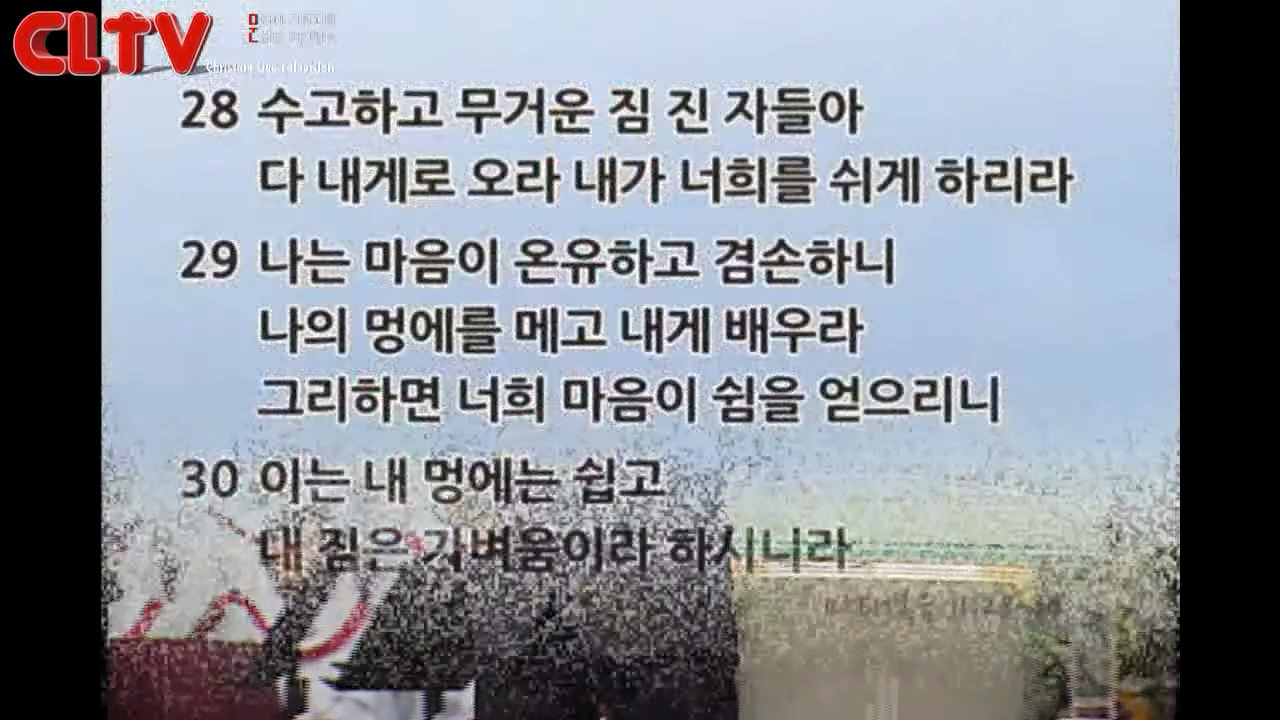 CLTV
Christian Live Television
28 수고하고 무거운 짐 진 자들아
다 내게로 오라 내가 너희를 쉬게 하리라
29 나는 마음이 온유하고 겸손하니
나의 멍에를 메고 내게 배우라
그리하면 너희 마음이 쉼을 얻으리니
30 이는 내 멍에는 쉽고
내 짐은 가벼움이라 하시니라